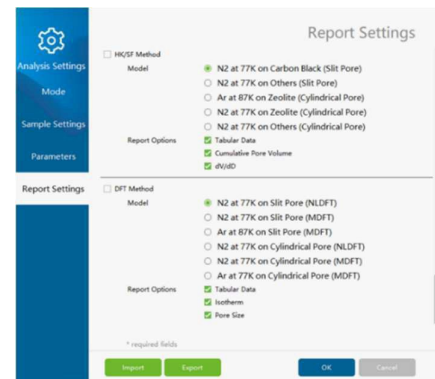 Report Settings
Analysis Settings
Mode
Sample Settings
Parameters
Report Settings
HK/SF Method
Model
N2 at 77K on Carbon Black (Slit Pore)
N2 at 77K on Others (Slit Pore)
Ar at 87K on Zeolite (Cylindrical Pore)
N2 at 77K on Zeolite (Cylindrical Pore)
N2 at 77K on Others (Cylindrical Pore)
Report Options
Tabular Data
Cumulative Pore Volume
dV/dD
DFT Method
Model
N2 at 77K on Slit Pore (NLDFT)
N2 at 77K on Slit Pore (MDFT)
Ar at 87K on Slit Pore (MDFT)
N2 at 77K on Cylindrical Pore (NLDFT)
N2 at 77K on Cylindrical Pore (MDFT)
Ar at 77K on Cylindrical Pore (MDFT)
Report Options
Tabular Data
Isotherm
Pore Size
* required fields
Import
Export
OK
Cancel